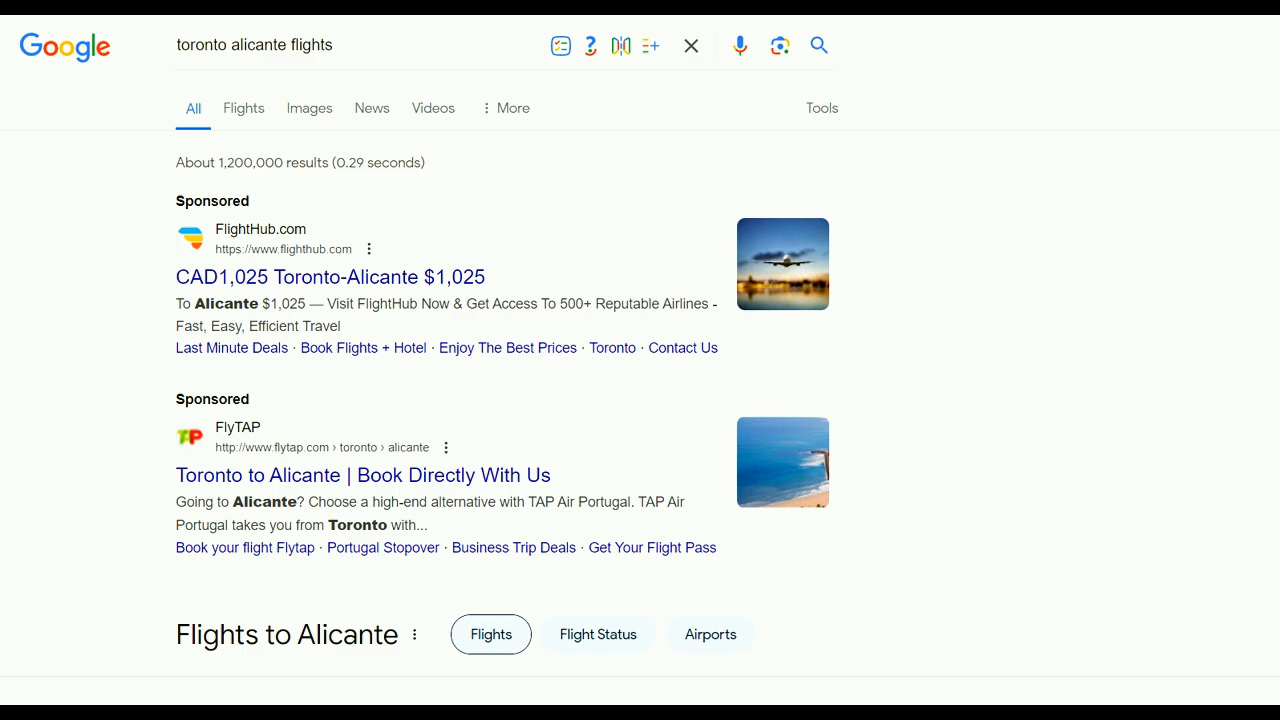 Google
toronto alicante flights
All Flights Images News Videos More Tools
About 1,200,000 results (0.29 seconds)
Sponsored
FlightHub.com
https://www.flighthub.com
CAD1,025 Toronto-Alicante $1,025
To Alicante $1,025 — Visit FlightHub Now & Get Access To 500+ Reputable Airlines -
Fast, Easy, Efficient Travel
Last Minute Deals · Book Flights + Hotel · Enjoy The Best Prices · Toronto · Contact Us
Sponsored
TP
FlyTAP
http://www.flytap.com › toronto › alicante
Toronto to Alicante | Book Directly With Us
Going to Alicante? Choose a high-end alternative with TAP Air Portugal. TAP Air
Portugal takes you from Toronto with...
Book your flight Flytap · Portugal Stopover · Business Trip Deals · Get Your Flight Pass
Flights to Alicante Flights Flight Status Airports